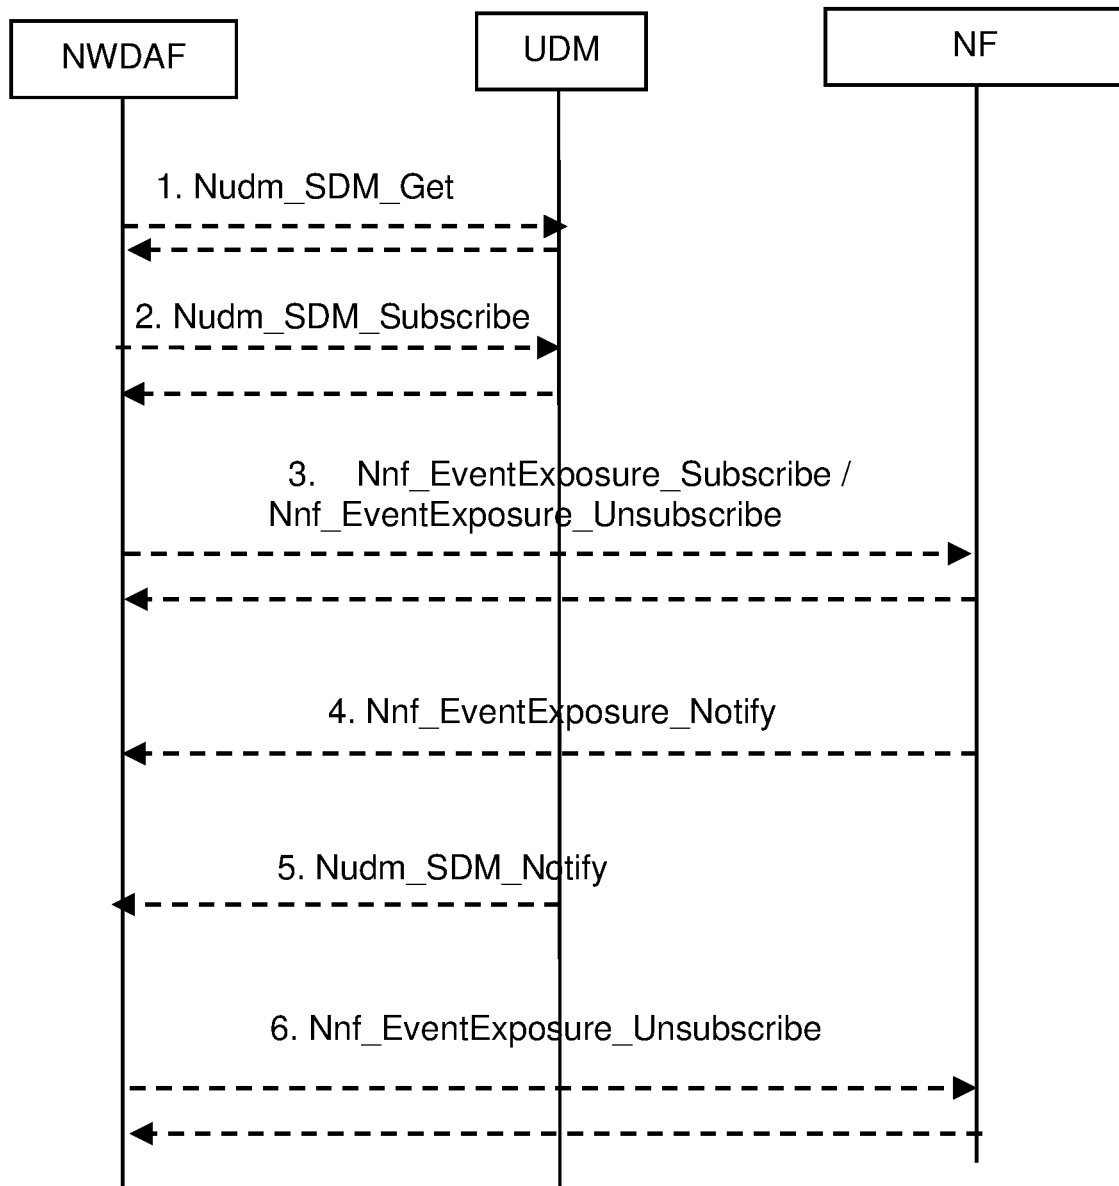 NWDAF
UDM
NF
1. Nudm_SDM_Get
2. Nudm_SDM_Subscribe
3. Nnf_EventExposure_Subscribe /
Nnf_EventExposure_Unsubscribe
4. Nnf_EventExposure_Notify
5. Nudm_SDM_Notify
6. Nnf_EventExposure_Unsubscribe